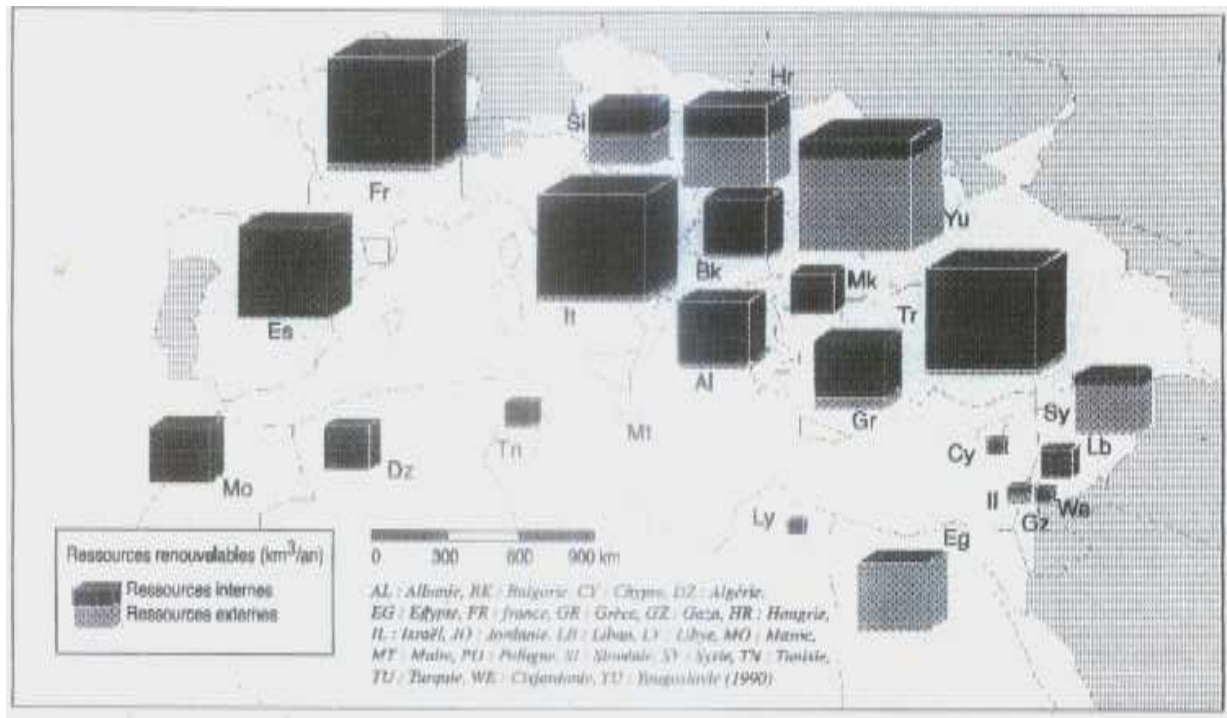 Hr
Sl
Fr
Yu
Bk
Es
It
Mk
Tr
Al
Gr
Sy
Tn
Mt
Cy
Lb
Mo
Dz
Il
We
Gz
Ly
Eg
Ressources renouvelables (km³/an)
Ressources internes
Ressources externes
0 300 600 900 km
AL : Albanie, BK : Bulgarie, CY : Chypre, DZ : Algérie,
EG : Egypte, FR : france, GR : Grèce, GZ : Gaza, HR : Hongrie,
IL : Israël, JO : Jordanie, LB : Liban, LY : Libye, MO : Maroc,
MT : Malte, SI : Slovénie, SY : Syrie, TN : Tunisie,
TU : Turquie, WE : Cisjordanie, YU : Yougoslavie (1990)